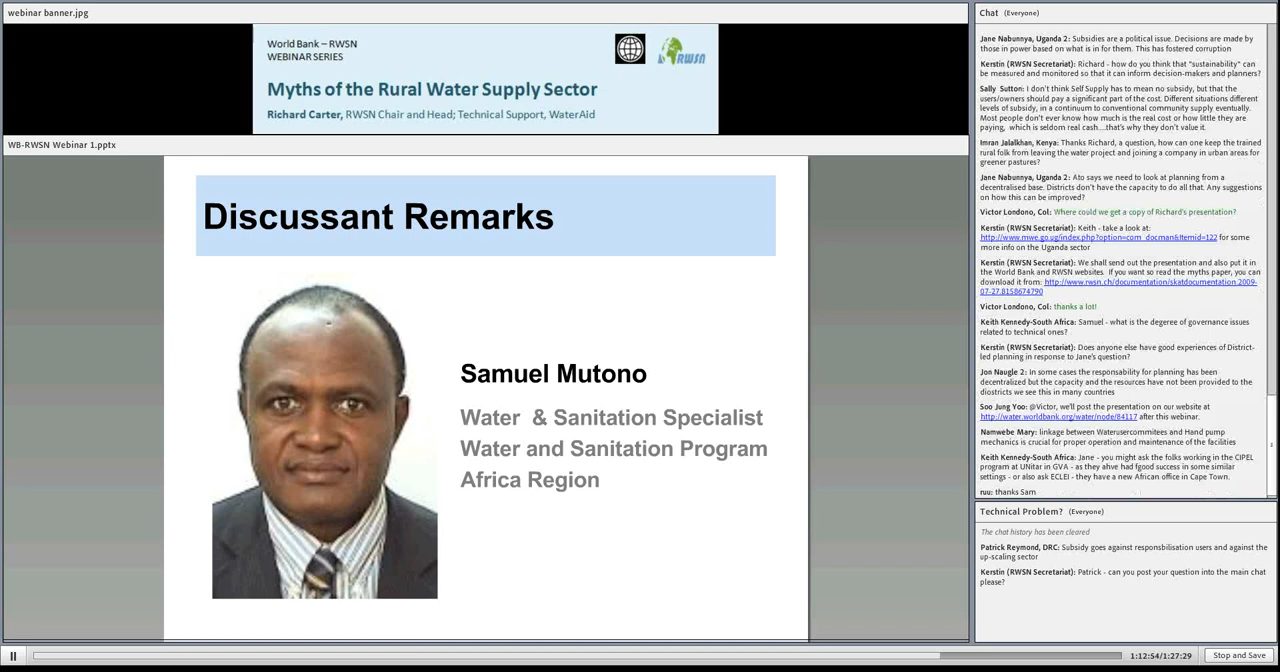 webinar banner.jpg
World Bank – RWSN
WEBINAR SERIES
RWSN
Myths of the Rural Water Supply Sector
Richard Carter, RWSN Chair and Head; Technical Support, WaterAid
WB-RWSN Webinar 1.pptx
Discussant Remarks
Samuel Mutono
Water & Sanitation Specialist
Water and Sanitation Program
Africa Region
Chat (Everyone)
Jane Nabunnya, Uganda 2: Subsidies are a political issue. Decisions are made by
those in power based on what is in for them. This has fostered corruption
Kerstin (RWSN Secretariat): Richard - how do you think that "sustainability" can
be measured and monitored so that it can inform decision-makers and planners?
Sally Sutton: I don't think Self Supply has to mean no subsidy, but that the
users/owners should pay a significant part of the cost. Different situations different
levels of subsidy, in a continuum to conventional community supply eventually.
Most people don't ever know how much is the real cost or how little they are
paying, which is seldom real cash....that's why they don't value it.
Imran Jalalkhan, Kenya: Thanks Richard, a question, how can one keep the trained
rural folk from leaving the water project and joining a company in urban areas for
greener pastures?
Jane Nabunnya, Uganda 2: Ato says we need to look at planning from a
decentralised base. Districts don't have the capacity to do all that. Any suggestions
on how this can be improved?
Victor Londono, Col: Where could we get a copy of Richard's presentation?
Kerstin (RWSN Secretariat): Keith - take a look at:
http://www.mwe.go.ug/index.php?option=com_docman&Itemid=122 for some
more info on the Uganda sector
Kerstin (RWSN Secretariat): We shall send out the presentation and also put it in
the World Bank and RWSN websites. If you want so read the myths paper, you can
download it from: http://www.rwsn.ch/documentation/skatdocumentation.2009-
07-27.8158674790
Victor Londono, Col: thanks a lot!
Keith Kennedy-South Africa: Samuel - what is the degeree of governance issues
related to technical ones?
Kerstin (RWSN Secretariat): Does anyone else have good experiences of District-
led planning in response to Jane's question?
Jon Naugle 2: In some cases the responsability for planning has been
decentralized but the capacity and the resources have not been provided to the
diostricts we see this in many countries
Soo Jung Yoo: @Victor, we'll post the presentation on our website at
http://water.worldbank.org/water/node/84117 after this webinar.
Namwebe Mary: linkage between Waterusercommitees and Hand pump
mechanics is crucial for proper operation and maintenance of the facilities
Keith Kennedy-South Africa: Jane - you might ask the folks working in the CIPEL
program at UNitar in GVA - as they ahve had fgood success in some similar
settings - or also ask ECLEI - they have a new African office in Cape Town.
ruu: thanks Sam
Technical Problem? (Everyone)
The chat history has been cleared
Patrick Reymond, DRC: Subsidy goes against responsbilisation users and against the
up-scaling sector
Kerstin (RWSN Secretariat): Patrick - can you post your question into the main chat
please?
1:12:54/1:27:29
Stop and Save